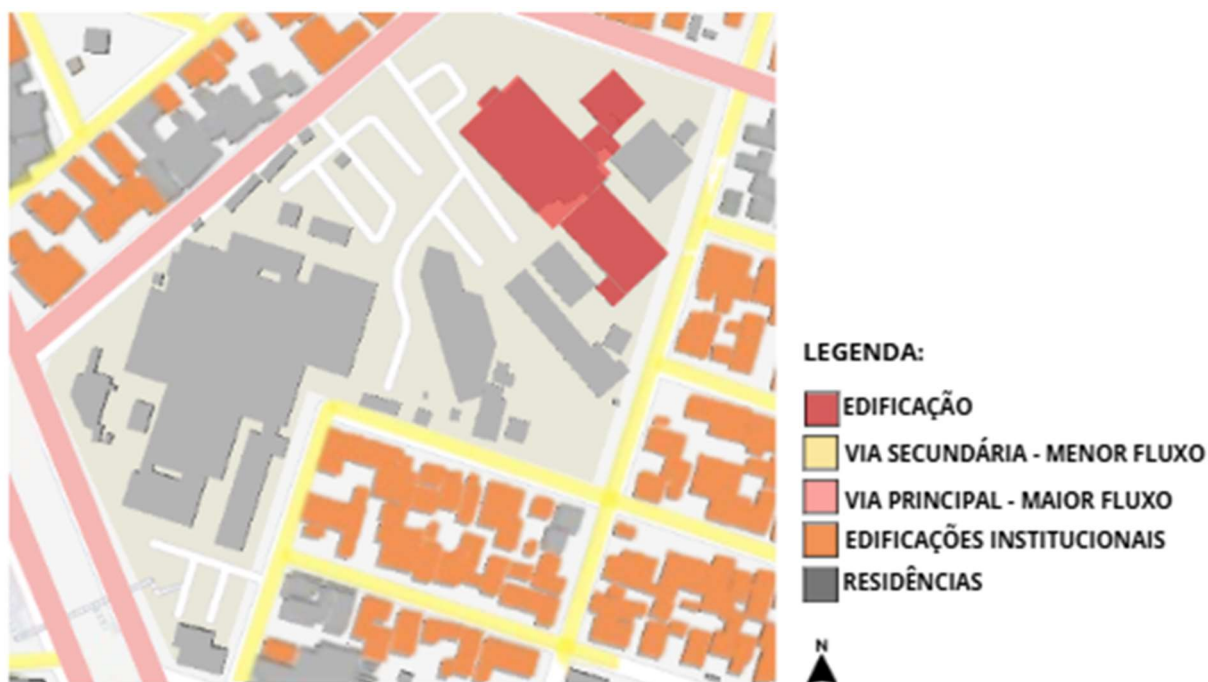 LEGENDA:
EDIFICAÇÃO
VIA SECUNDÁRIA - MENOR FLUXO
VIA PRINCIPAL - MAIOR FLUXO
EDIFICAÇÕES INSTITUCIONAIS
RESIDÊNCIAS
N